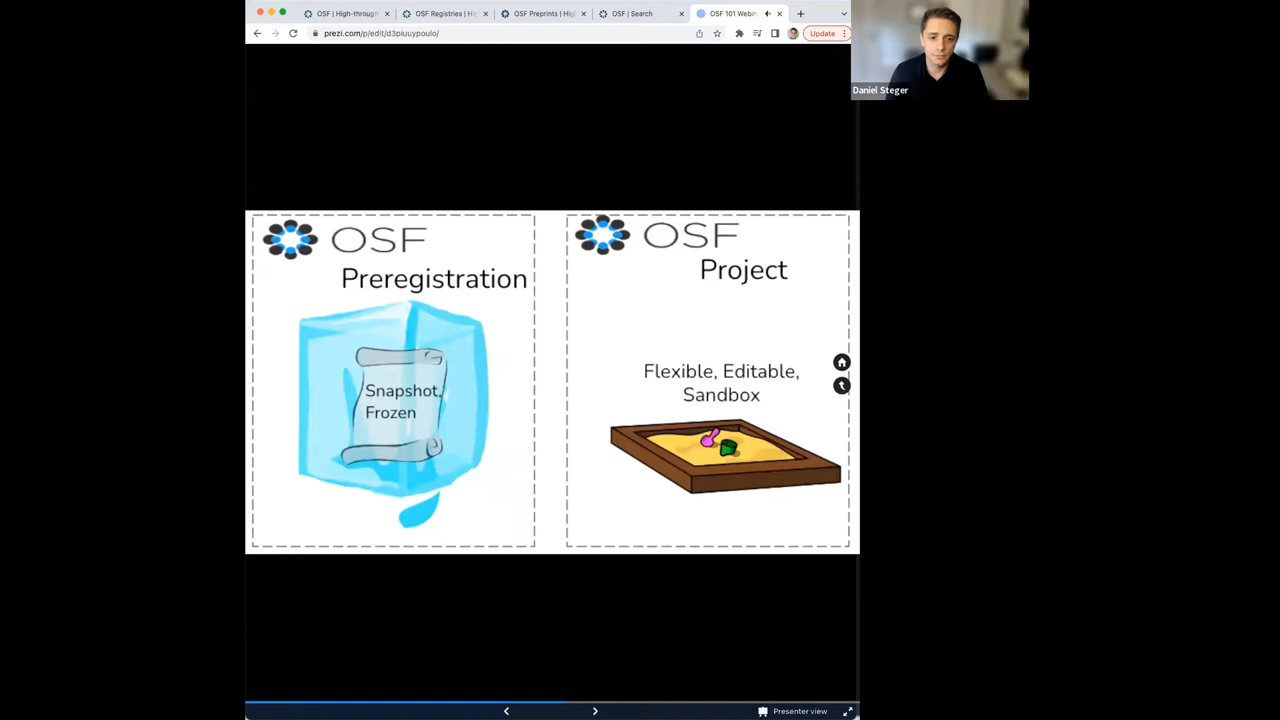 OSF | High-through
OSF Registries | Hi
OSF Preprints | Hig
OSF | Search
OSF 101 Webin
prezi.com/p/edit/d3piuuypoulo/
Update
Daniel Steger
OSF
Preregistration
Snapshot,
Frozen
OSF
Project
Flexible, Editable,
Sandbox
Presenter view